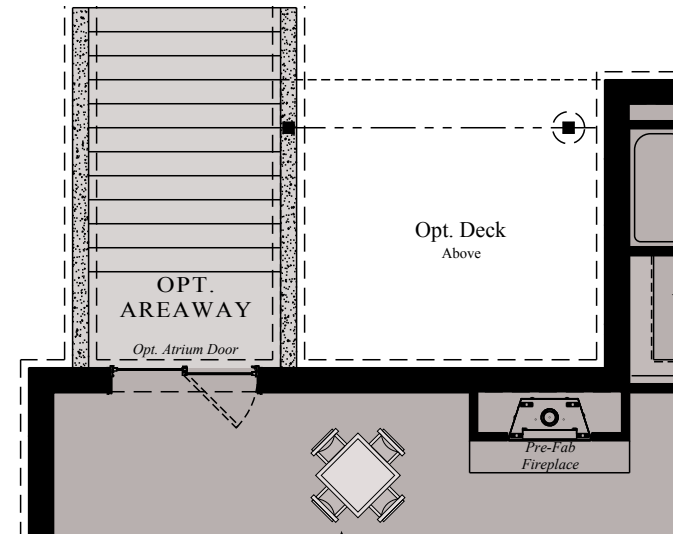 Opt. Deck
Above
OPT.
AREAWAY
Opt. Atrium Door
Pre-Fab
Fireplace